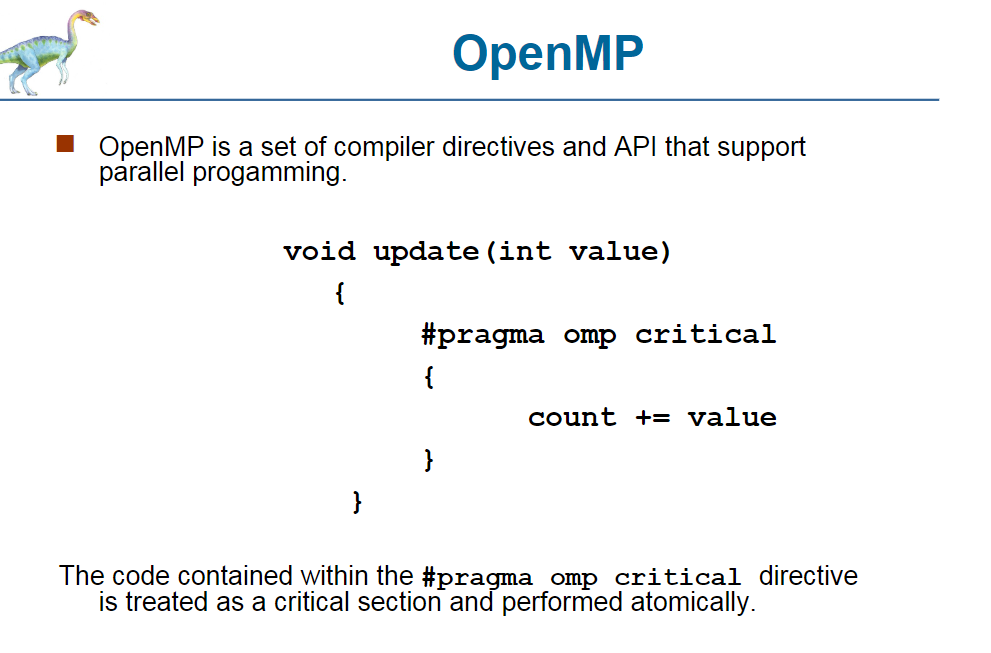 OpenMP
OpenMP is a set of compiler directives and API that support
parallel progamming.
void update(int value)
{
#pragma omp critical
{
count += value
}
}
The code contained within the #pragma omp critical directive
is treated as a critical section and performed atomically.